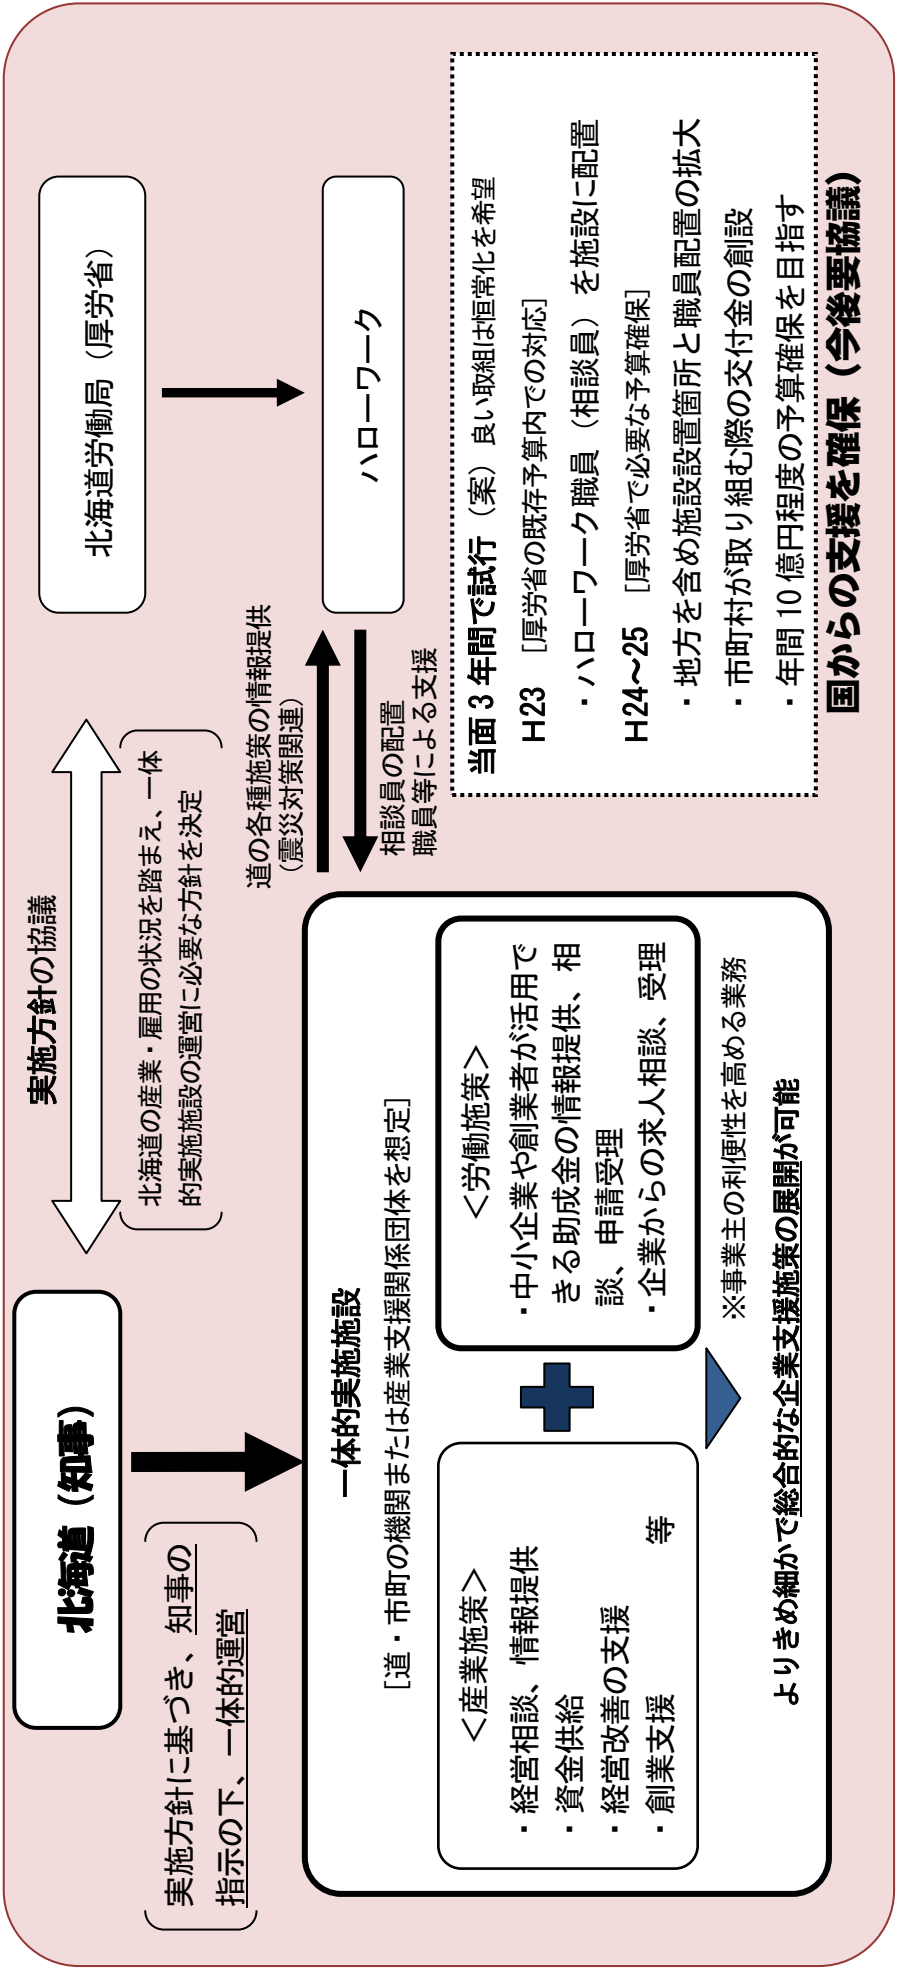 北海道（知事）
実施方針の協議
北海道の産業・雇用の状況を踏まえ、一体
的実施施設の運営に必要な方針を決定
北海道労働局（厚労省）
実施方針に基づき、知事の
指示の下、一体的運営
道の各種施策の情報提供
（震災対策関連）
相談員の配置
職員等による支援
ハローワーク
一体的実施施設
[道・市町の機関または産業支援関係団体を想定]
＜産業施策＞
・経営相談、情報提供
・資金供給
・経営改善の支援
・創業支援　　　　　等
＜労働施策＞
・中小企業や創業者が活用で
きる助成金の情報提供、相
談、申請受理
・企業からの求人相談、受理
※事業主の利便性を高める業務
よりきめ細かで総合的な企業支援施策の展開が可能
当面３年間で試行（案）良い取組は恒常化を希望
H23　[厚労省の既存予算内での対応]
・ハローワーク職員（相談員）を施設に配置
H24～25　[厚労省で必要な予算確保]
・地方を含め施設設置箇所と職員配置の拡大
・市町村が取り組む際の交付金の創設
・年間 10 億円程度の予算確保を目指す
国からの支援を確保（今後要協議）